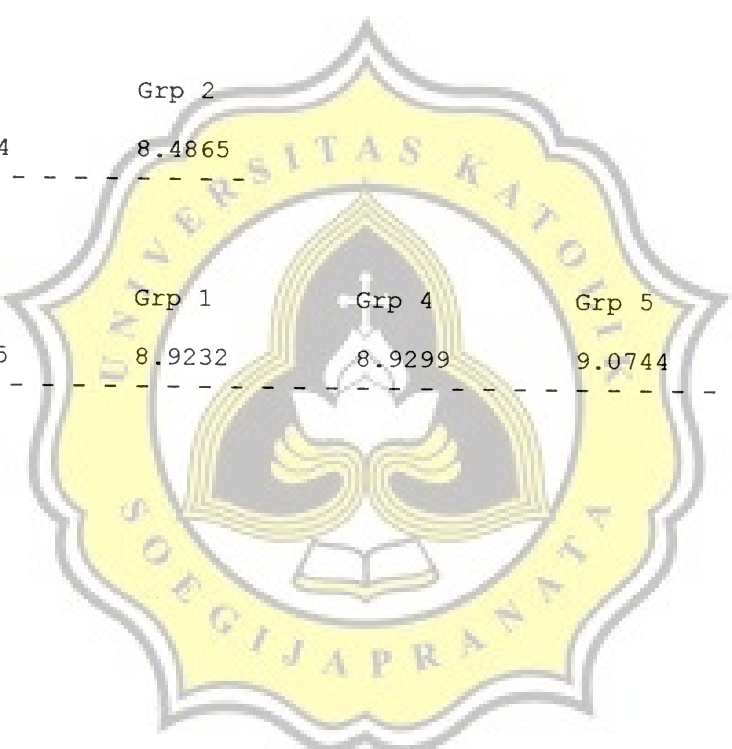 Grp 2
4 8.4865
- - - - - - - - - -
Grp 1 Grp 4 Grp 5
5 8.9232 8.9299 9.0744
- - - - - - - - - - - - - - - - - - - - - - - -
UNIVERSITAS KATOLIK
SOEGIJAPRANATA